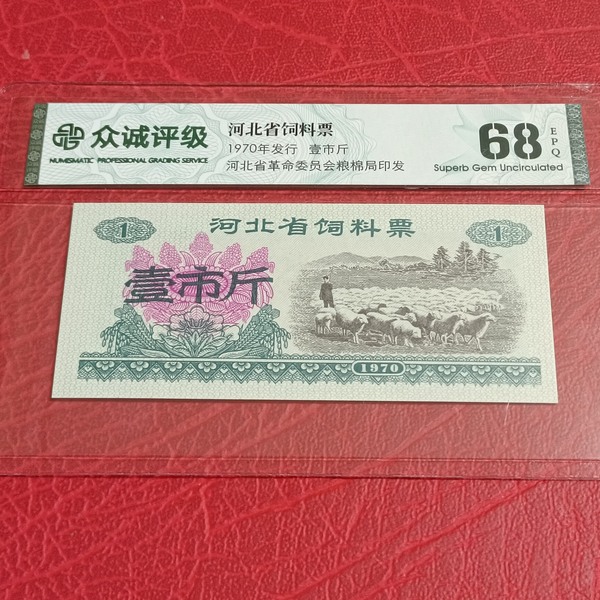 众诚评级
NUMISMATIC PROFESSIONAL GRADING SERVICE
河北省饲料票
1970年发行 壹市斤
河北省革命委员会粮棉局印发
68
EPQ
Superb Gem Uncirculated
1
河北省饲料票
1
壹市斤
1970